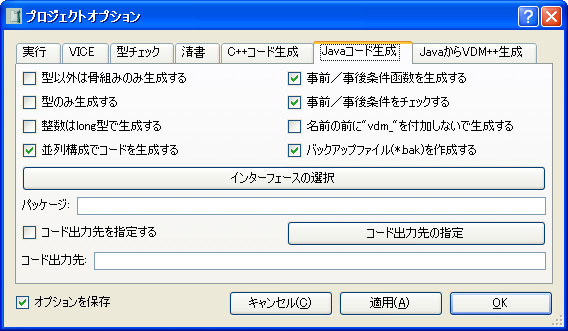 プロジェクトオプション
実行 VICE 型チェック 清書 C++コード生成 Javaコード生成 JavaからVDM++生成
型以外は骨組みのみ生成する 事前／事後条件函数を生成する
型のみ生成する 事前／事後条件をチェックする
整数はlong型で生成する 名前の前に"vdm_"を付加しないで生成する
並列構成でコードを生成する バックアップファイル(*.bak)を作成する
インターフェースの選択
パッケージ:
コード出力先を指定する コード出力先の指定
コード出力先:
オプションを保存 キャンセル(C) 適用(A) OK